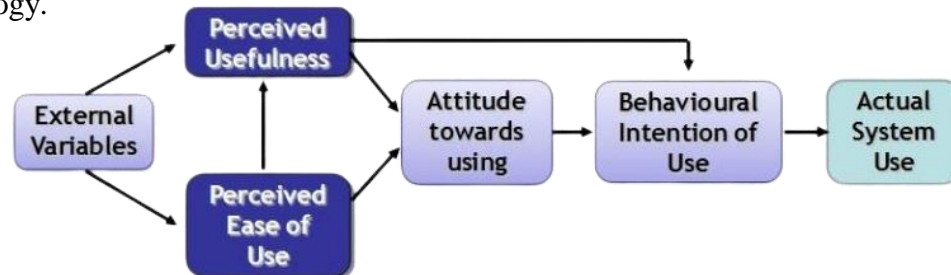 ogy.
Perceived
Usefulness
External
Variables
Attitude
towards
using
Behavioural
Intention of
Use
Actual
System
Use
Perceived
Ease of
Use